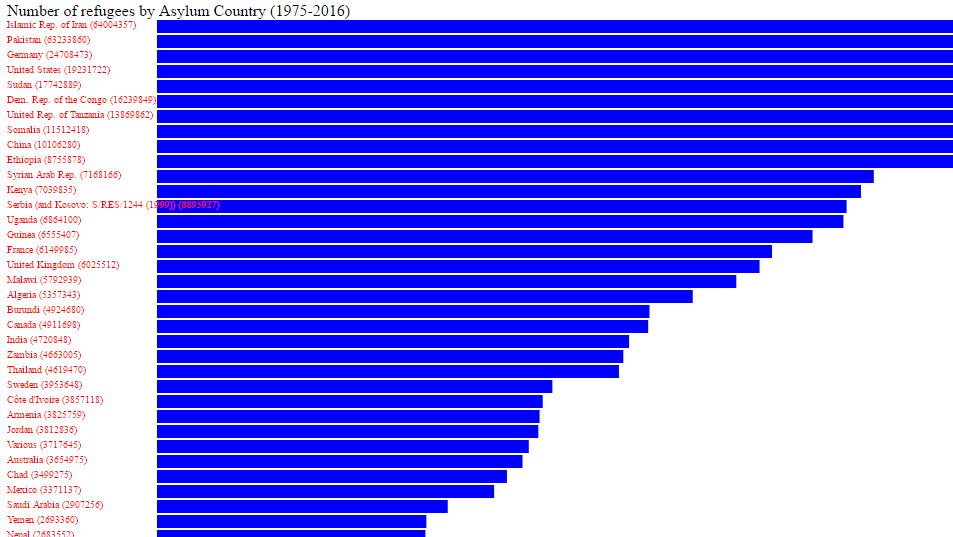 Number of refugees by Asylum Country (1975-2016)
Islamic Rep. of Iran (64004357)
Pakistan (63233860)
Germany (24708473)
United States (19231722)
Sudan (17742889)
Dem. Rep. of the Congo (16239849)
United Rep. of Tanzania (13869862)
Somalia (11512418)
China (10106280)
Ethiopia (8755878)
Syrian Arab Rep. (7168166)
Kenya (7039835)
Serbia (and Kosovo: S/RES/1244 (1999)) (6895927)
Uganda (6864100)
Guinea (6555407)
France (6149985)
United Kingdom (6025512)
Malawi (5792939)
Algeria (5357343)
Burundi (4924680)
Canada (4911698)
India (4720848)
Zambia (4663005)
Thailand (4619470)
Sweden (3953648)
Côte d'Ivoire (3857118)
Armenia (3825759)
Jordan (3812836)
Various (3717645)
Australia (3654975)
Chad (3499275)
Mexico (3371137)
Saudi Arabia (2907256)
Yemen (2693360)
Nepal (2683552)